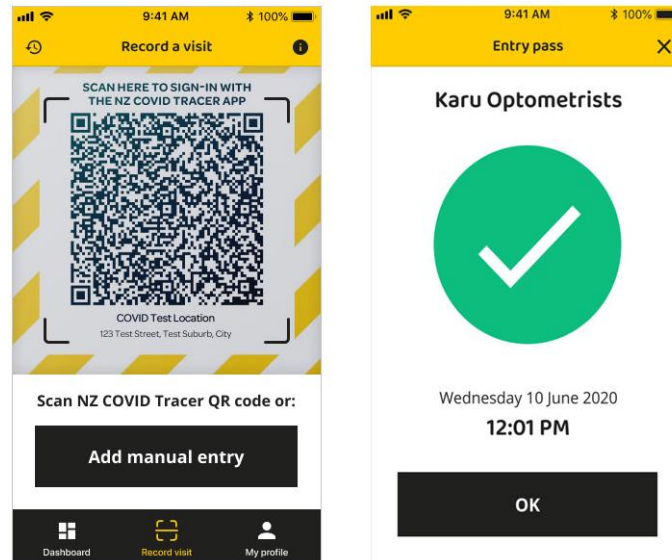 9:41 AM
100%
Record a visit
SCAN HERE TO SIGN-IN WITH
THE NZ COVID TRACER APP
COVID Test Location
123 Test Street, Test Suburb, City
Scan NZ COVID Tracer QR code or:
Add manual entry
Dashboard
Record visit
My profile
9:41 AM
100%
Entry pass
Karu Optometrists
Wednesday 10 June 2020
12:01 PM
OK